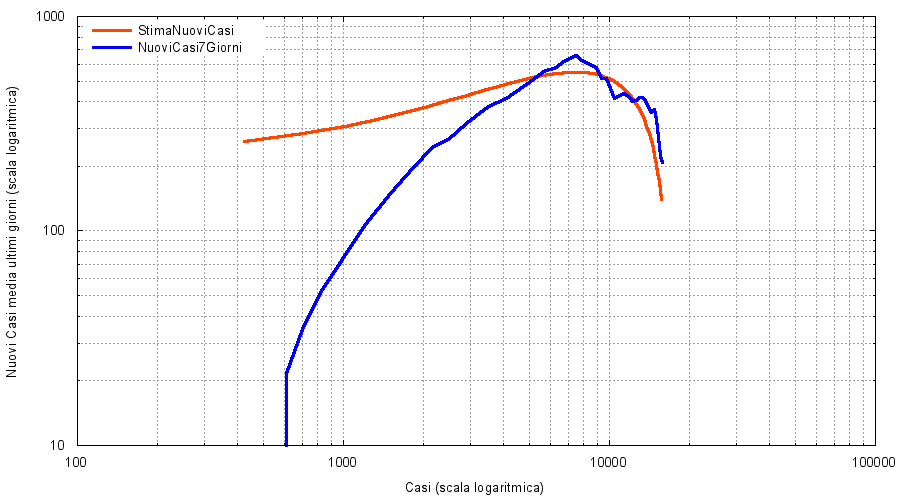 1000
StimaNuoviCasi
NuoviCasi7Giorni
Nuovi Casi media ultimi giorni (scala logaritmica)
100
10
100 1000 10000 100000
Casi (scala logaritmica)